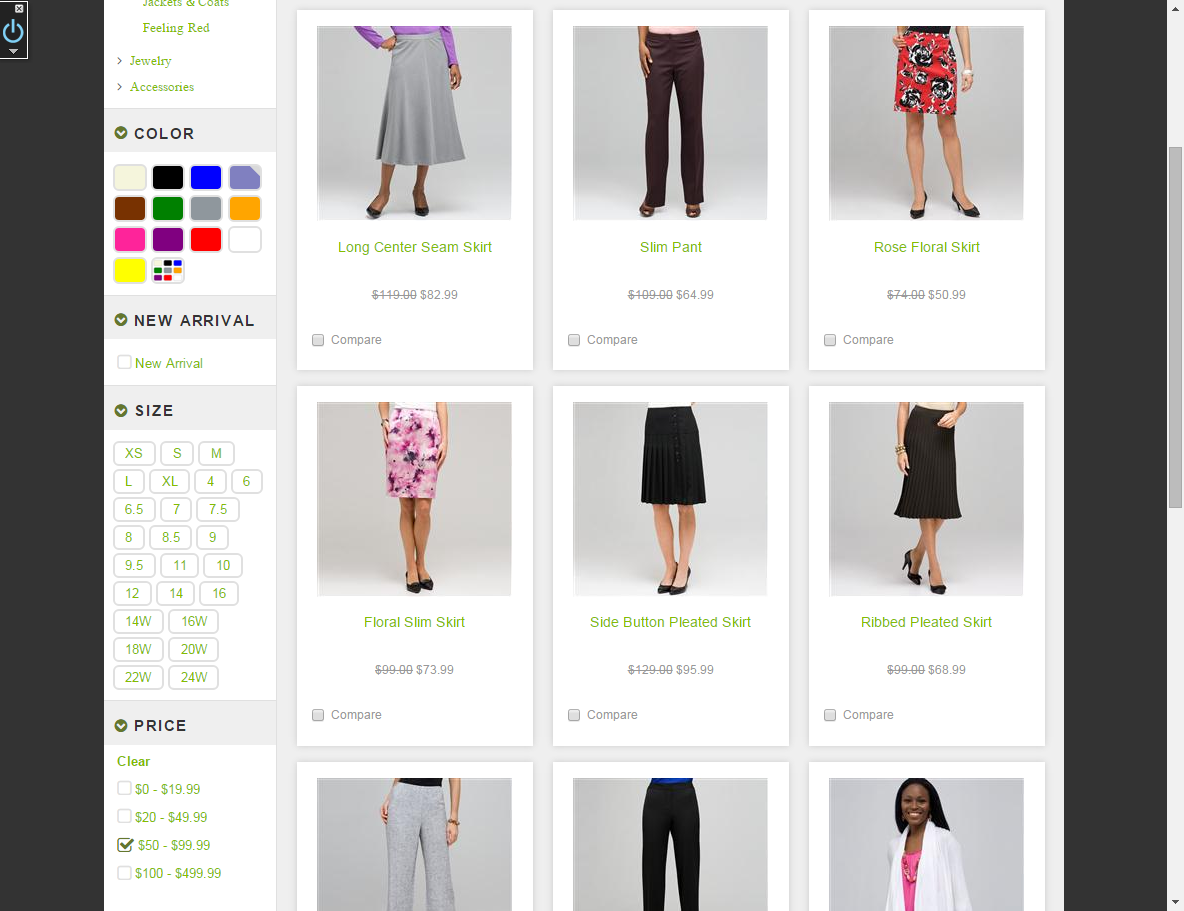 Jackets & Coats
Feeling Red
Jewelry
Accessories
COLOR
NEW ARRIVAL
New Arrival
SIZE
XS S M
L XL 4 6
6.5 7 7.5
8 8.5 9
9.5 11 10
12 14 16
14W 16W
18W 20W
22W 24W
PRICE
Clear
$0 - $19.99
$20 - $49.99
$50 - $99.99
$100 - $499.99
Long Center Seam Skirt
$119.00 $82.99
Compare
Slim Pant
$109.00 $64.99
Compare
Rose Floral Skirt
$74.00 $50.99
Compare
Floral Slim Skirt
$99.00 $73.99
Compare
Side Button Pleated Skirt
$129.00 $95.99
Compare
Ribbed Pleated Skirt
$99.00 $68.99
Compare